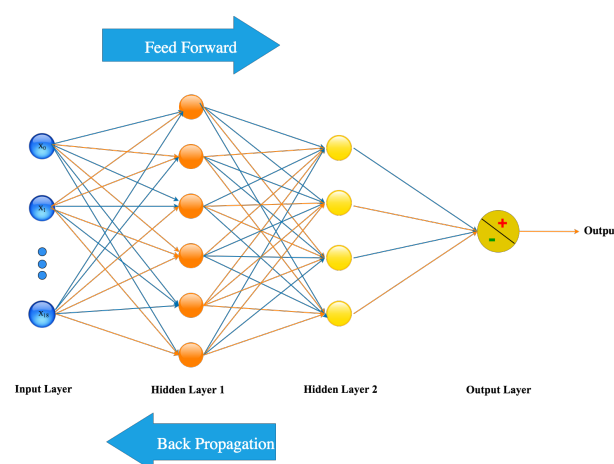 Feed Forward
X0
X1
X18
+
-
Outpu
Input Layer
Hidden Layer 1
Hidden Layer 2
Output Layer
Back Propagation